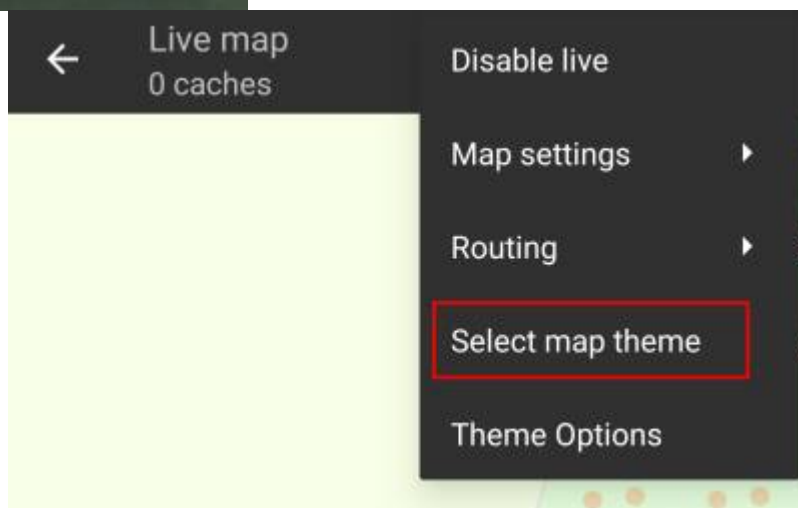 Live map
0 caches
Disable live
Map settings
Routing
Select map theme
Theme Options